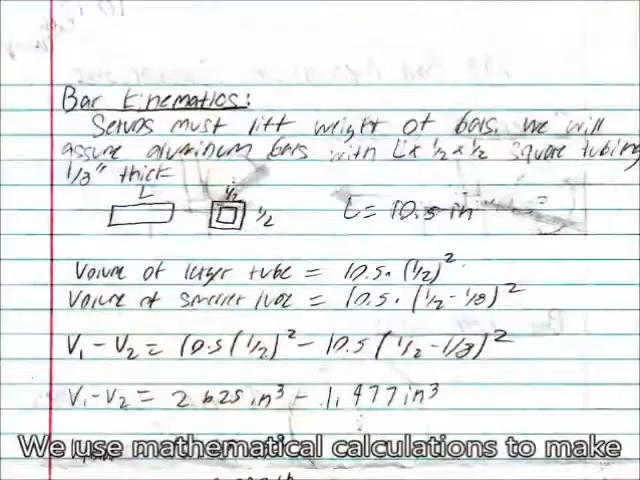 Bar Kinematics:
Servos must lift weight of bars. we will
assure aluminum bars with L x 1/2 x 1/2 square tubing
1/8" thick
L
1/2
1/2
L = 10.5 in
Volume of larger tube = 10.5 · (1/2)²
Volume of smaller tube = 10.5 · (1/2 - 1/8)²
V₁ - V₂ = 10.5 (1/2)² - 10.5 (1/2 - 1/8)²
V₁ - V₂ = 2.625 in³ - 1.477 in³
We use mathematical calculations to make